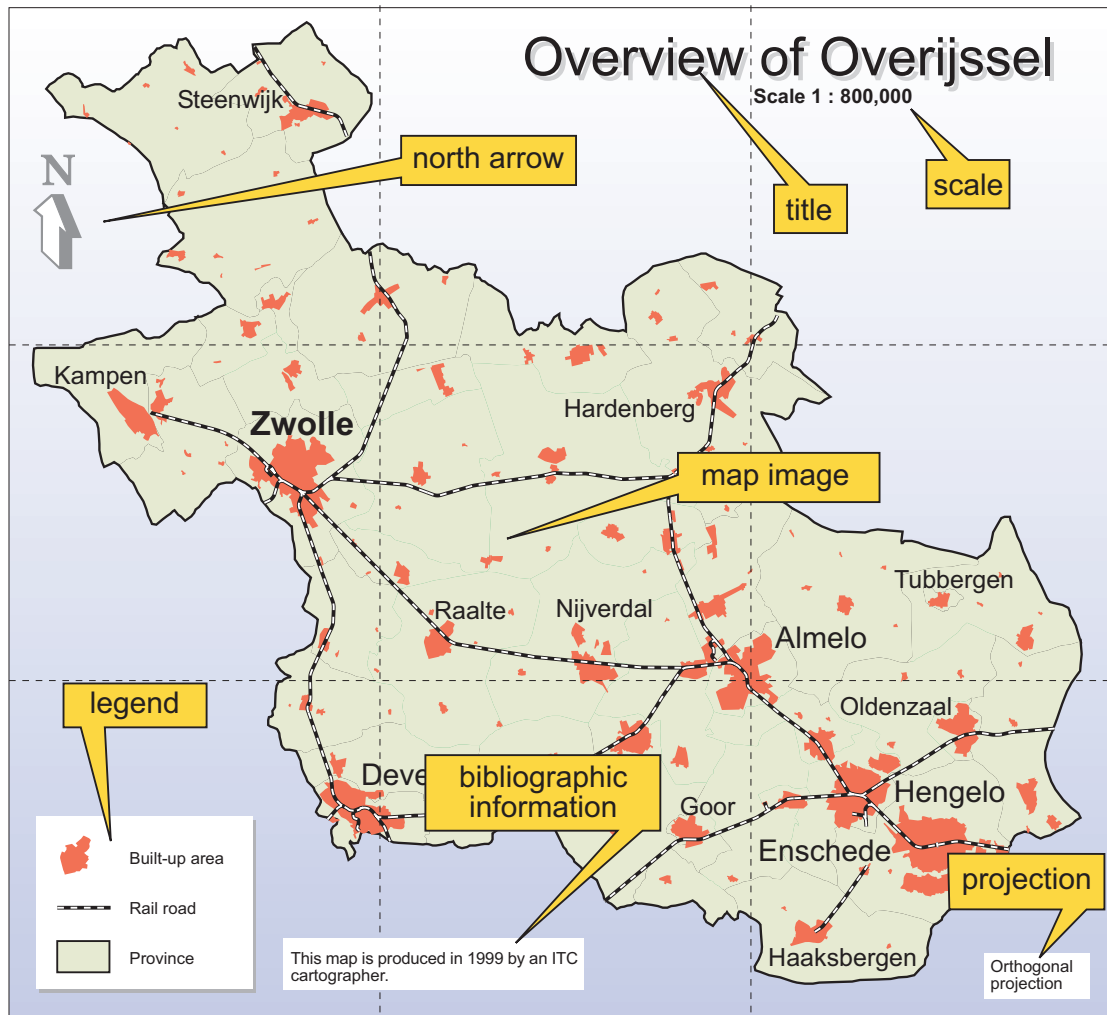 Overview of Overijssel
Scale 1 : 800,000
Steenwijk
north arrow
N
title
scale
Kampen
Zwolle
Hardenberg
map image
Tubbergen
Raalte
Nijverdal
Almelo
legend
Oldenzaal
Deve
bibliographic
information
Goor
Hengelo
Enschede
projection
Built-up area
Rail road
Province
This map is produced in 1999 by an ITC
cartographer.
Haaksbergen
Orthogonal
projection